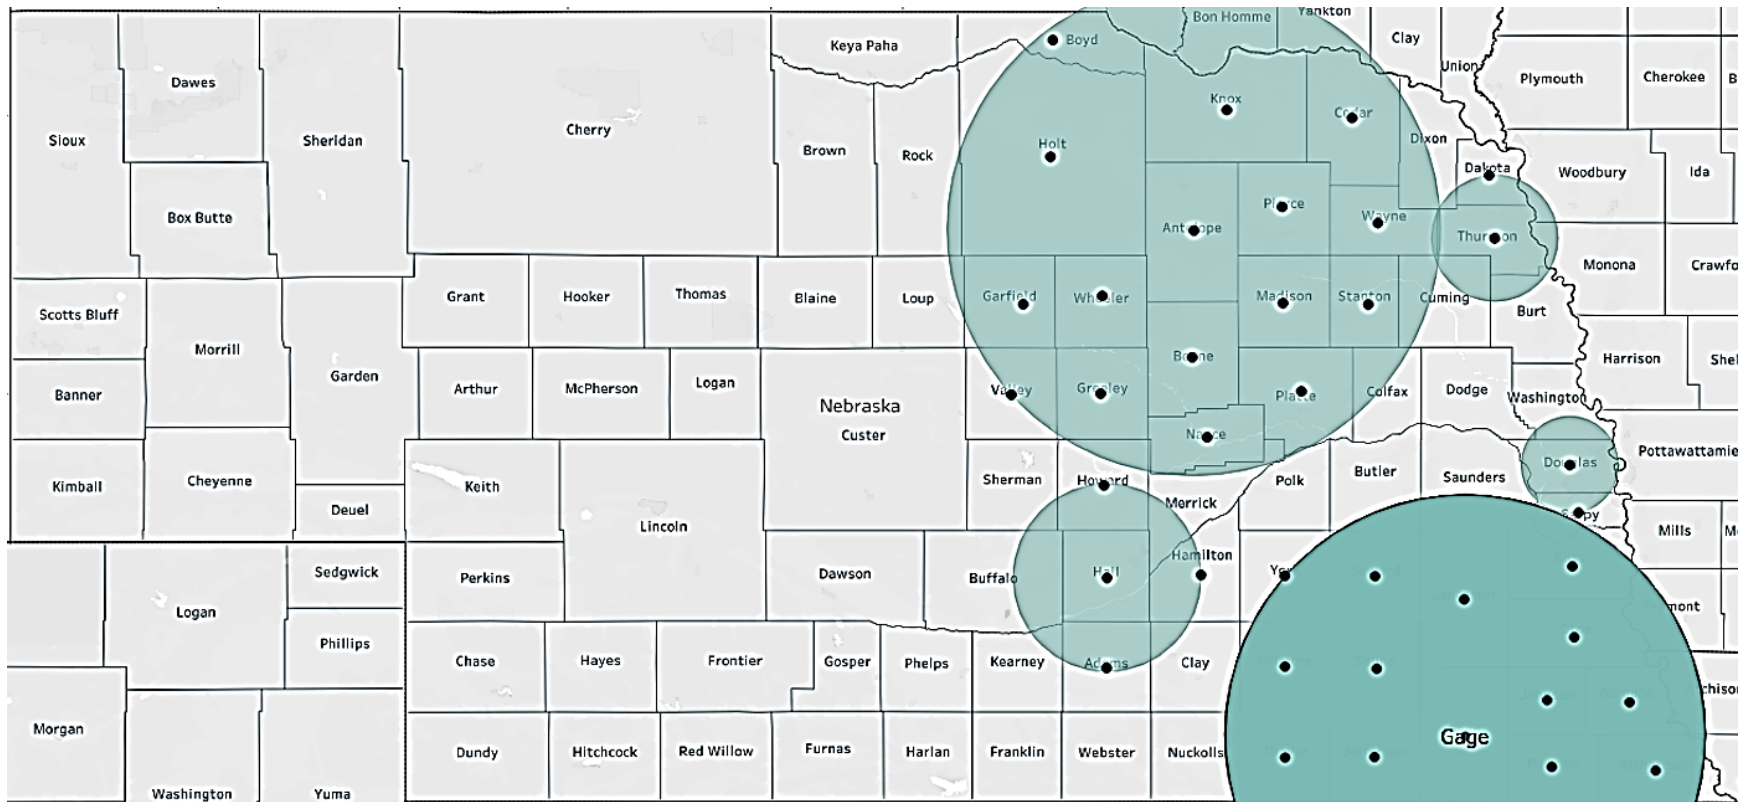 Bon Homme
Yankton
Boyd
Clay
Keya Paha
Union
Plymouth
Cherokee
B
Dawes
Knox
Cedar
Cherry
Sioux
Sheridan
Brown
Rock
Holt
Dixon
Dakota
Woodbury
Ida
Box Butte
Pierce
Wayne
Antelope
Thurston
Monona
Crawfo
Grant
Hooker
Thomas
Blaine
Loup
Garfield
Wheeler
Madison
Stanton
Cuming
Burt
Scotts Bluff
Morrill
Garden
Boone
Harrison
Shel
Banner
Arthur
McPherson
Logan
Valley
Greeley
Platte
Colfax
Dodge
Washington
Nebraska
Custer
Nance
Pottawattamie
Kimball
Cheyenne
Keith
Sherman
Howard
Merrick
Polk
Butler
Saunders
Douglas
Deuel
Lincoln
Sarpy
Mills
M
Sedgwick
Perkins
Dawson
Buffalo
Hall
Hamilton
York
Logan
mont
Phillips
Chase
Hayes
Frontier
Gosper
Phelps
Kearney
Adams
Clay
chison
Morgan
Dundy
Hitchcock
Red Willow
Furnas
Harlan
Franklin
Webster
Nuckolls
Gage
Washington
Yuma